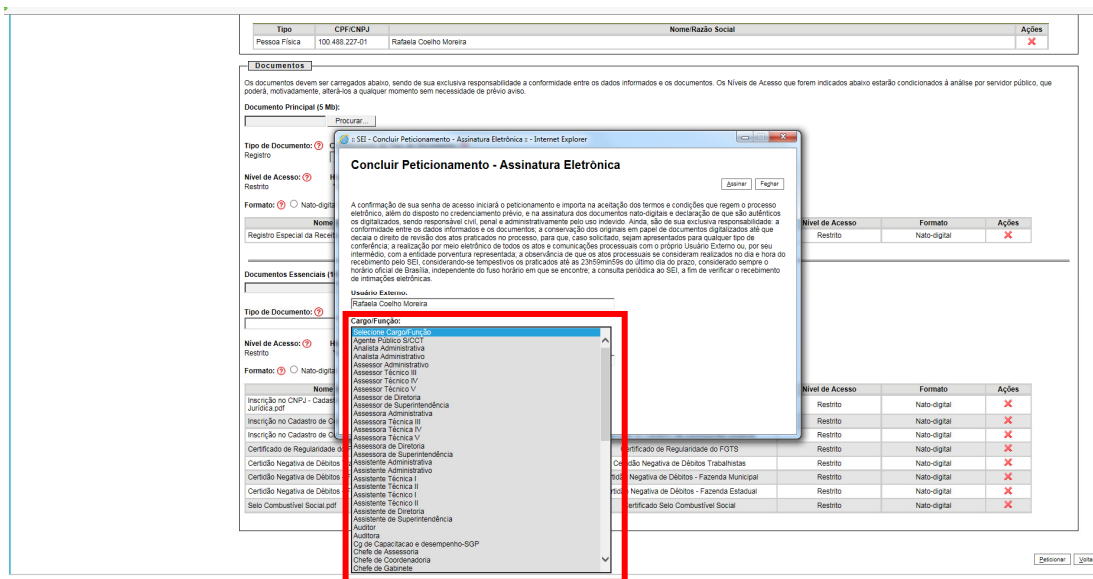 Tipo CPF/CNPJ Nome/Razão Social Ações
Pessoa Física 100.488.227-01 Rafaela Coelho Moreira
Documentos
Os documentos devem ser carregados abaixo, sendo de sua exclusiva responsabilidade a conformidade entre os dados informados e os documentos. Os Níveis de Acesso que forem indicados abaixo estarão condicionados à análise por servidor público, que
poderá, motivadamente, alterá-los a qualquer momento sem necessidade de prévio aviso.
Documento Principal (5 Mb):
Procurar...
:: SEI - Concluir Peticionamento - Assinatura Eletrônica :: - Internet Explorer
Tipo de Documento:
Registro
Concluir Peticionamento - Assinatura Eletrônica
Assinar Fechar
Nível de Acesso:
Restrito
Formato: Nato-digital
A confirmação de sua senha de acesso iniciará o peticionamento e importa na aceitação dos termos e condições que regem o processo
eletrônico, além do disposto no credenciamento prévio, e na assinatura dos documentos nato-digitais e declaração de que são autênticos
os digitalizados, sendo responsável civil, penal e administrativamente pelo uso indevido. Ainda, são de sua exclusiva responsabilidade: a
conformidade entre os dados informados e os documentos; a conservação dos originais em papel de documentos digitalizados até que
decaia o direito de revisão dos atos praticados no processo, para que, caso solicitado, sejam apresentados para qualquer tipo de
conferência; a realização por meio eletrônico de todos os atos e comunicações processuais com o próprio Usuário Externo ou, por seu
intermédio, com a entidade porventura representada; a observância de que os atos processuais se consideram realizados no dia e hora do
recebimento pelo SEI, considerando-se tempestivos os praticados até as 23h59min59s do último dia do prazo, considerado sempre o
horário oficial de Brasília, independente do fuso horário em que se encontre; a consulta periódica ao SEI, a fim de verificar o recebimento
de intimações eletrônicas.
Nome Nível de Acesso Formato Ações
Registro Especial da Receit Restrito Nato-digital
Documentos Essenciais (1
Usuário Externo:
Rafaela Coelho Moreira
Tipo de Documento:
Cargo/Função:
Selecione Cargo/Função
Agente Público S/CCT
Analista Administrativa
Analista Administrativo
Assessor Administrativo
Assessor Técnico III
Assessor Técnico IV
Assessor Técnico V
Assessor de Diretoria
Assessor de Superintendência
Assessora Administrativa
Assessora Técnica III
Assessora Técnica IV
Assessora Técnica V
Assessora de Diretoria
Assessora de Superintendência
Assistente Administrativa
Assistente Administrativo
Assistente Técnica I
Assistente Técnica II
Assistente Técnico I
Assistente Técnico II
Assistente de Diretoria
Assistente de Superintendência
Auditor
Auditora
Cg de Capacitacao e desempenho-SGP
Chefe de Assessoria
Chefe de Coordenadoria
Chefe de Gabinete
Nível de Acesso:
Restrito
Formato: Nato-digital
Nome Nível de Acesso Formato Ações
Inscrição no CNPJ - Cadast
Jurídica.pdf Restrito Nato-digital
Inscrição no Cadastro de C Restrito Nato-digital
Inscrição no Cadastro de C Restrito Nato-digital
Certificado de Regularidade do Certificado de Regularidade do FGTS Restrito Nato-digital
Certidão Negativa de Débitos Certidão Negativa de Débitos Trabalhistas Restrito Nato-digital
Certidão Negativa de Débitos Certidão Negativa de Débitos - Fazenda Municipal Restrito Nato-digital
Certidão Negativa de Débitos Certidão Negativa de Débitos - Fazenda Estadual Restrito Nato-digital
Selo Combustível Social.pdf Certificado Selo Combustível Social Restrito Nato-digital
Peticionar Volta